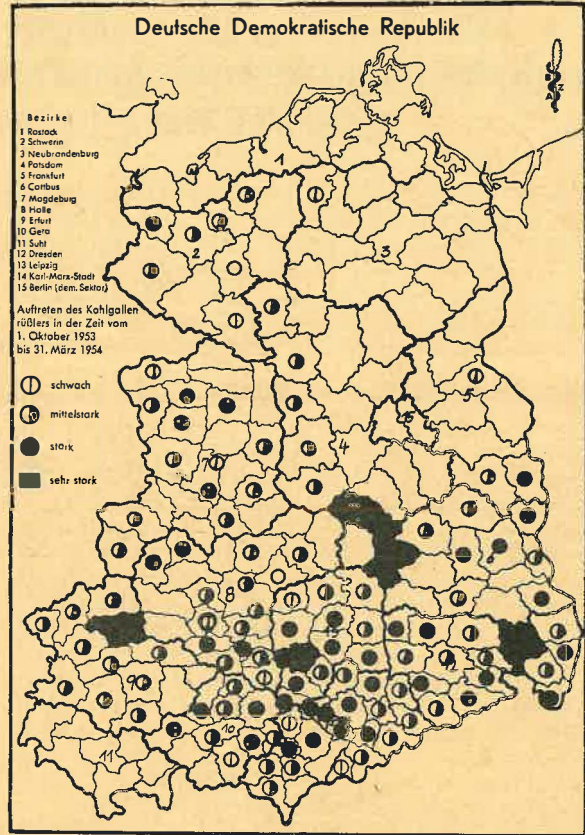 Deutsche Demokratische Republik
B
B Z
A
Bezirke
1 Rostock
2 Schwerin
3 Neubrandenburg
4 Potsdam
5 Frankfurt
6 Cottbus
7 Magdeburg
8 Halle
9 Erfurt
10 Gera
11 Suhl
12 Dresden
13 Leipzig
14 Karl-Marx-Stadt
15 Berlin (dem. Sektor)
Auftreten des Kohlgallen
rüßlers in der Zeit vom
1. Oktober 1953
bis 31. März 1954
schwach
mittelstark
stark
sehr stark
1
2
3
4
5
15
7
8
9
10
11
12